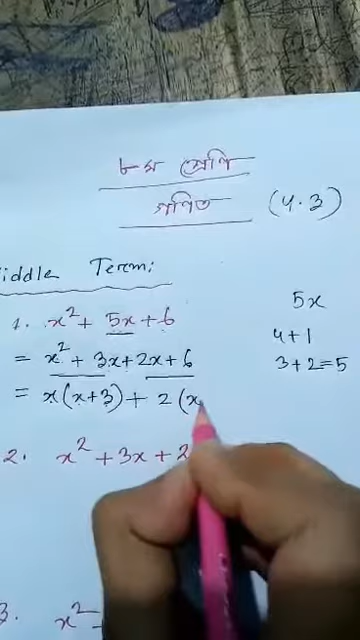 ৮ম শ্রেণি
গণিত (4.3)
Middle Term:
1. x² + 5x + 6
= x² + 3x + 2x + 6
= x(x+3) + 2(x
5x
4+1
3+2=5
2. x² + 3x + 2
3. x²